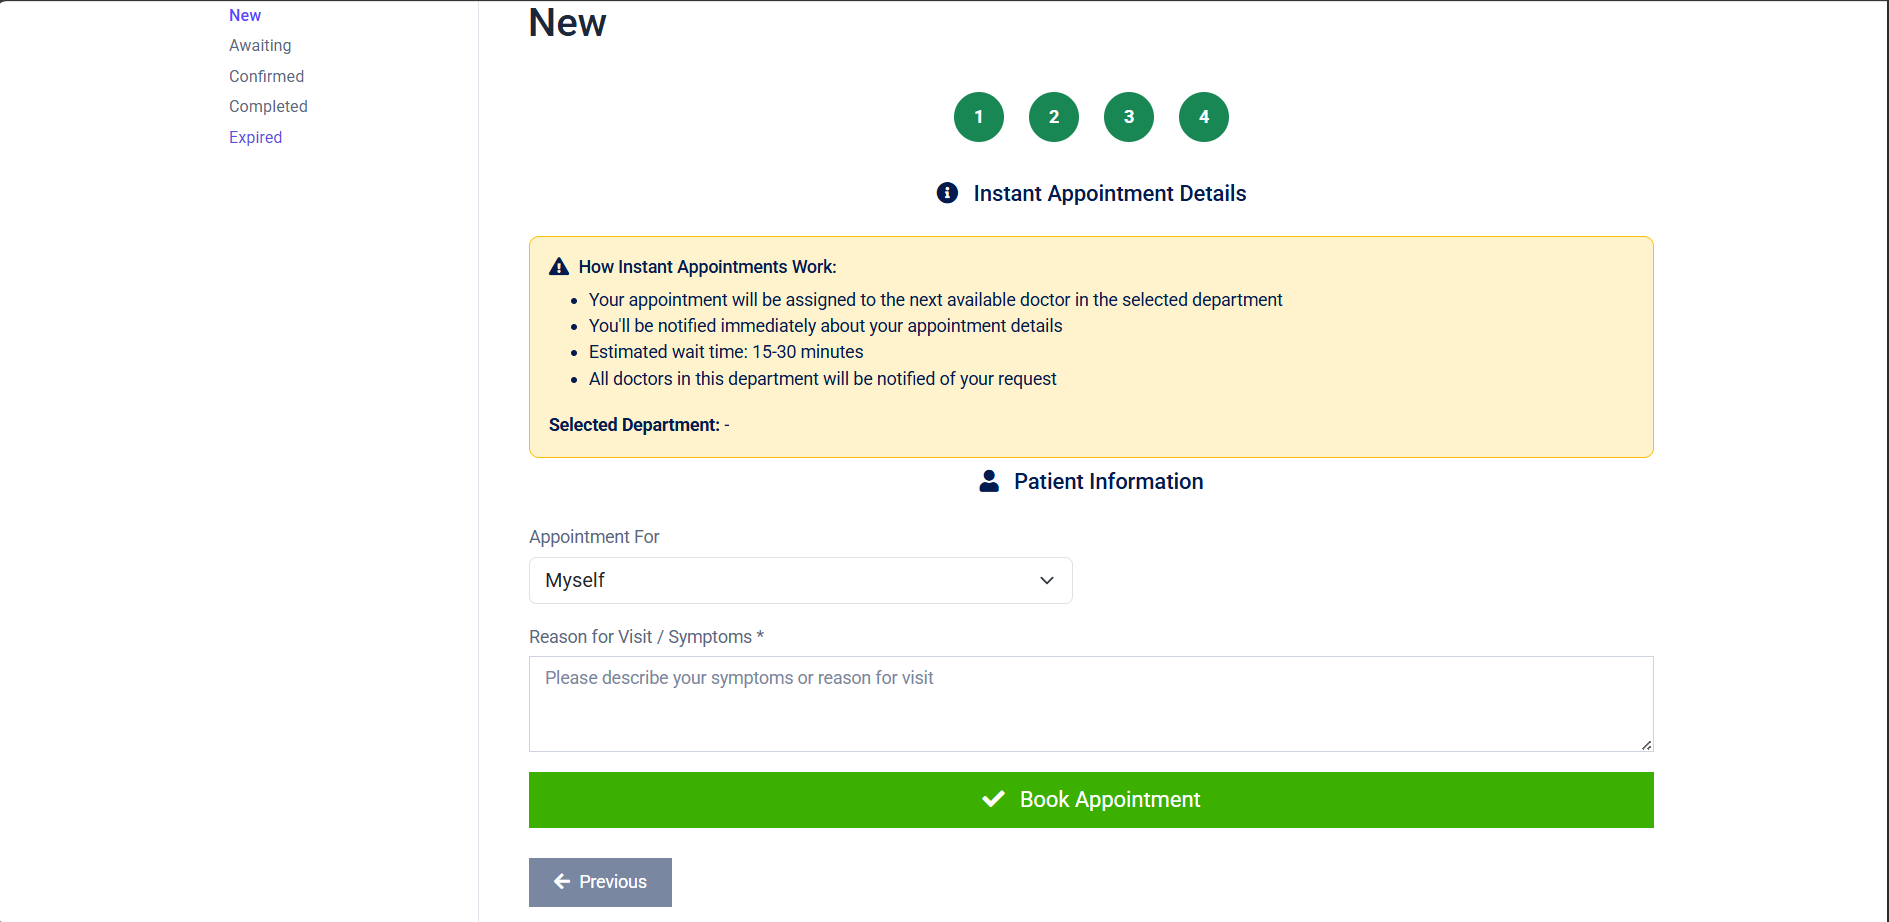 New
Awaiting
Confirmed
Completed
Expired
New
1 2 3 4
Instant Appointment Details
How Instant Appointments Work:
• Your appointment will be assigned to the next available doctor in the selected department
• You'll be notified immediately about your appointment details
• Estimated wait time: 15-30 minutes
• All doctors in this department will be notified of your request
Selected Department: -
Patient Information
Appointment For
Myself
Reason for Visit / Symptoms *
Please describe your symptoms or reason for visit
Book Appointment
Previous